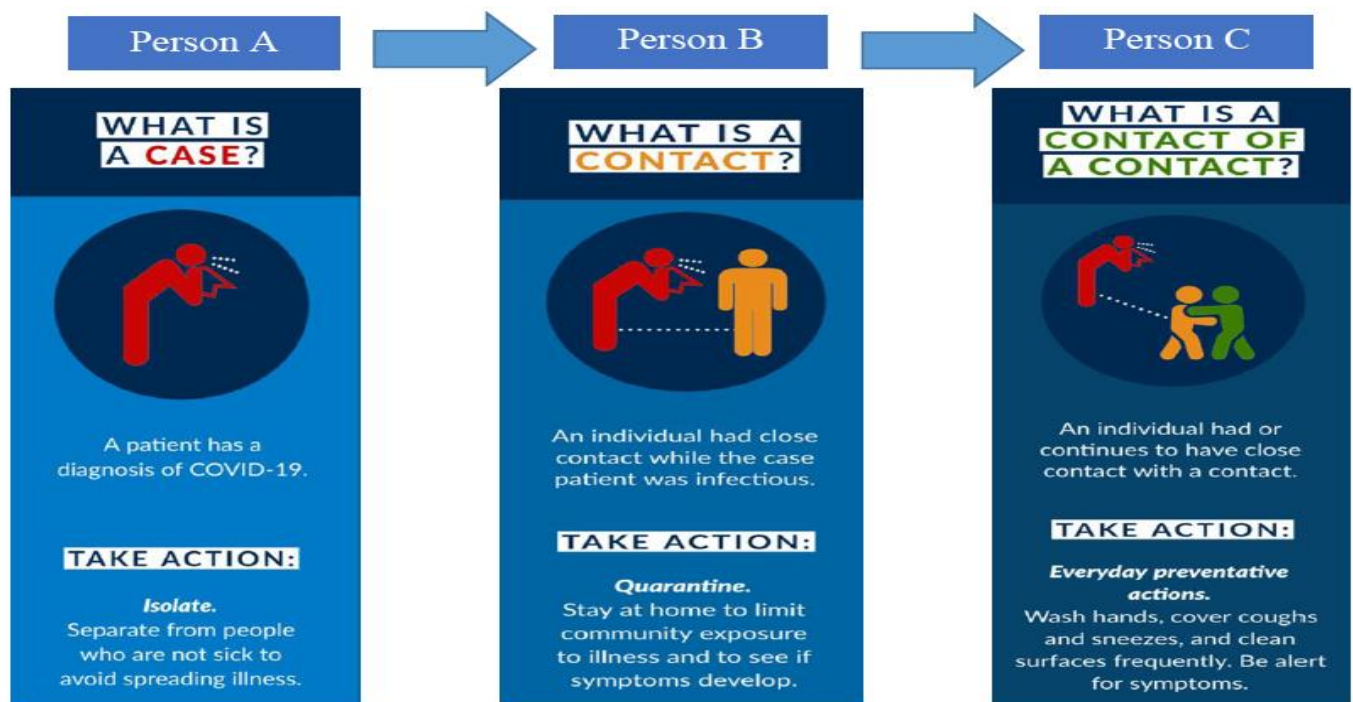 Person A
Person B
Person C
WHAT IS
A CASE?
A patient has a
diagnosis of COVID-19.
TAKE ACTION:
Isolate.
Separate from people
who are not sick to
avoid spreading illness.
WHAT IS A
CONTACT?
An individual had close
contact while the case
patient was infectious.
TAKE ACTION:
Quarantine.
Stay at home to limit
community exposure
to illness and to see if
symptoms develop.
WHAT IS A
CONTACT OF
A CONTACT?
An individual had or
continues to have close
contact with a contact.
TAKE ACTION:
Everyday preventative
actions.
Wash hands, cover coughs
and sneezes, and clean
surfaces frequently. Be alert
for symptoms.